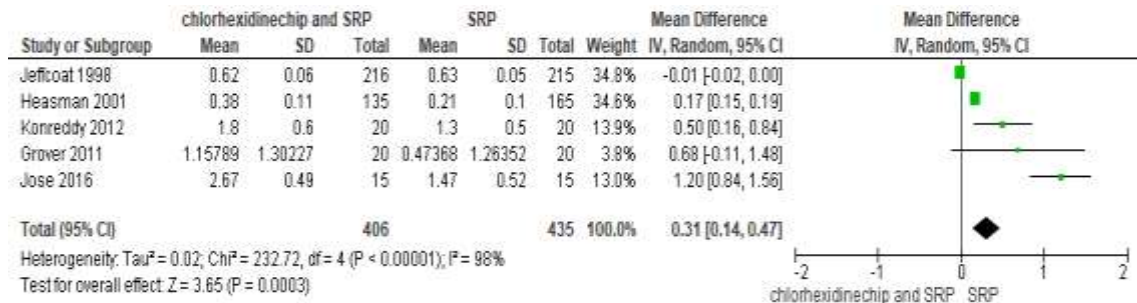 chlorhexidinechip and SRP SRP Mean Difference Mean Difference
Study or Subgroup Mean SD Total Mean SD Total Weight IV, Random, 95% CI IV, Random, 95% CI
Jeffcoat 1998 0.62 0.06 216 0.63 0.05 215 34.8% -0.01 [-0.02, 0.00]
Heasman 2001 0.38 0.11 135 0.21 0.1 165 34.6% 0.17 [0.15, 0.19]
Konreddy 2012 1.8 0.6 20 1.3 0.5 20 13.9% 0.50 [0.16, 0.84]
Grover 2011 1.15789 1.30227 20 0.47368 1.26352 20 3.8% 0.68 [-0.11, 1.48]
Jose 2016 2.67 0.49 15 1.47 0.52 15 13.0% 1.20 [0.84, 1.56]
Total (95% CI) 406 435 100.0% 0.31 [0.14, 0.47]
Heterogeneity: Tau² = 0.02; Chi² = 232.72, df = 4 (P < 0.00001); I² = 98%
Test for overall effect: Z = 3.65 (P = 0.0003)
-2 -1 0 1 2
chlorhexidinechip and SRP SRP